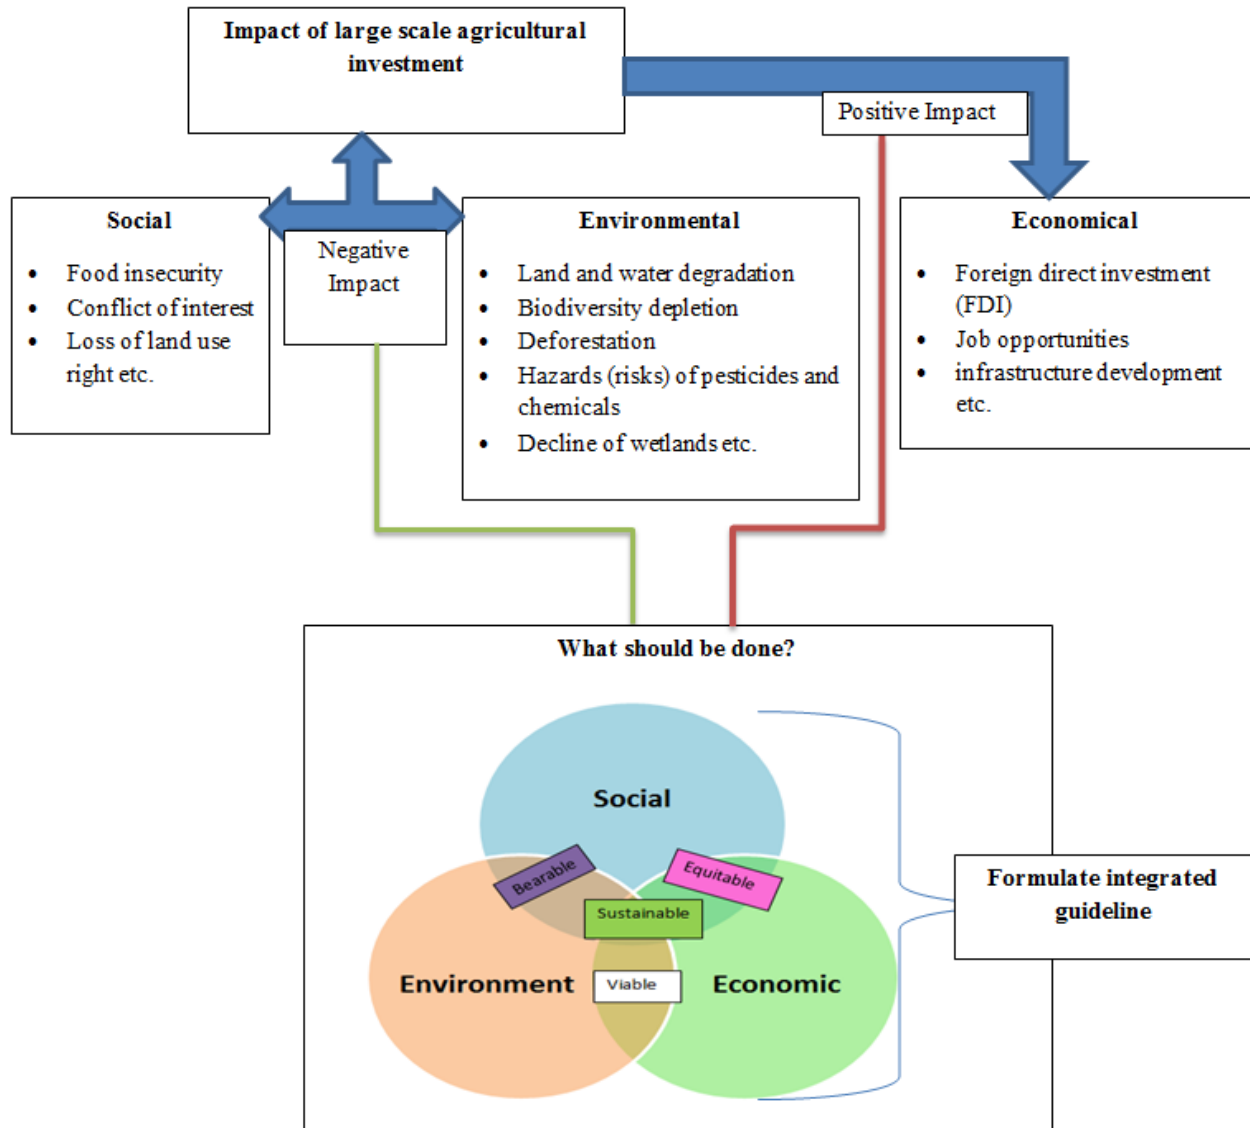 Impact of large scale agricultural
investment
Positive Impact
Social
• Food insecurity
• Conflict of interest
• Loss of land use
right etc.
Negative
Impact
Environmental
• Land and water degradation
• Biodiversity depletion
• Deforestation
• Hazards (risks) of pesticides and
chemicals
• Decline of wetlands etc.
Economical
• Foreign direct investment
(FDI)
• Job opportunities
• infrastructure development
etc.
What should be done?
Social
Bearable
Equitable
Sustainable
Environment
Viable
Economic
Formulate integrated
guideline